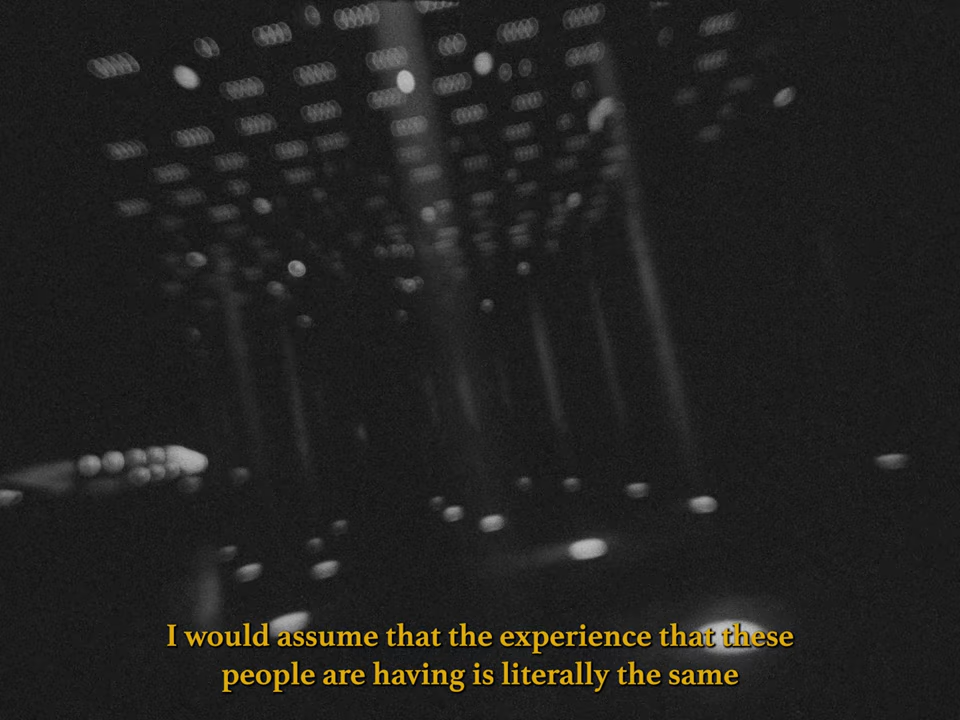 I would assume that the experience that these
people are having is literally the same